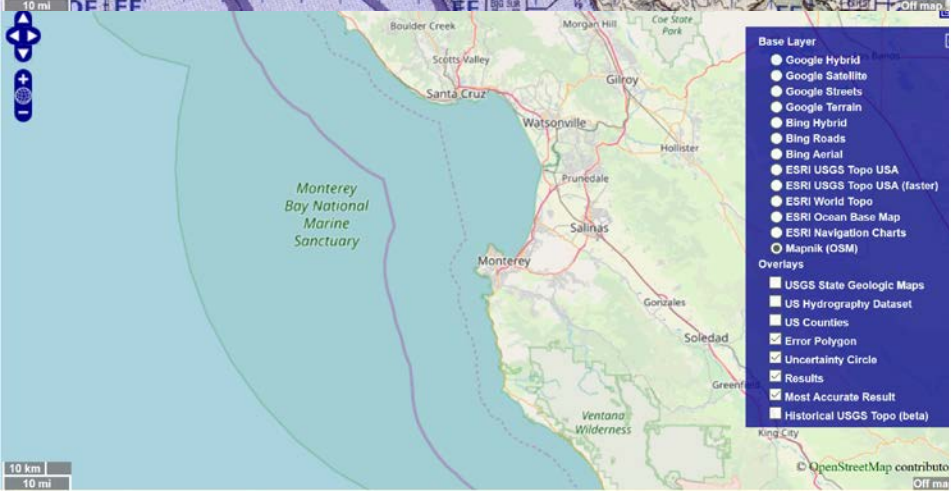 10 mi
Off map
Boulder Creek
Morgan Hill
Coe State
Park
Scotts Valley
Gilroy
Santa Cruz
Watsonville
Hollister
Prunedale
Monterey
Bay National
Marine
Sanctuary
Salinas
Monterey
Gonzales
Soledad
Greenfi
Ventana
Wilderness
King City
Base Layer
Google Hybrid
Google Satellite
Google Streets
Google Terrain
Bing Hybrid
Bing Roads
Bing Aerial
ESRI USGS Topo USA
ESRI USGS Topo USA (faster)
ESRI World Topo
ESRI Ocean Base Map
ESRI Navigation Charts
Mapnik (OSM)
Overlays
USGS State Geologic Maps
US Hydrography Dataset
US Counties
Error Polygon
Uncertainty Circle
Results
Most Accurate Result
Historical USGS Topo (beta)
10 km
10 mi
© OpenStreetMap contributo
Off ma